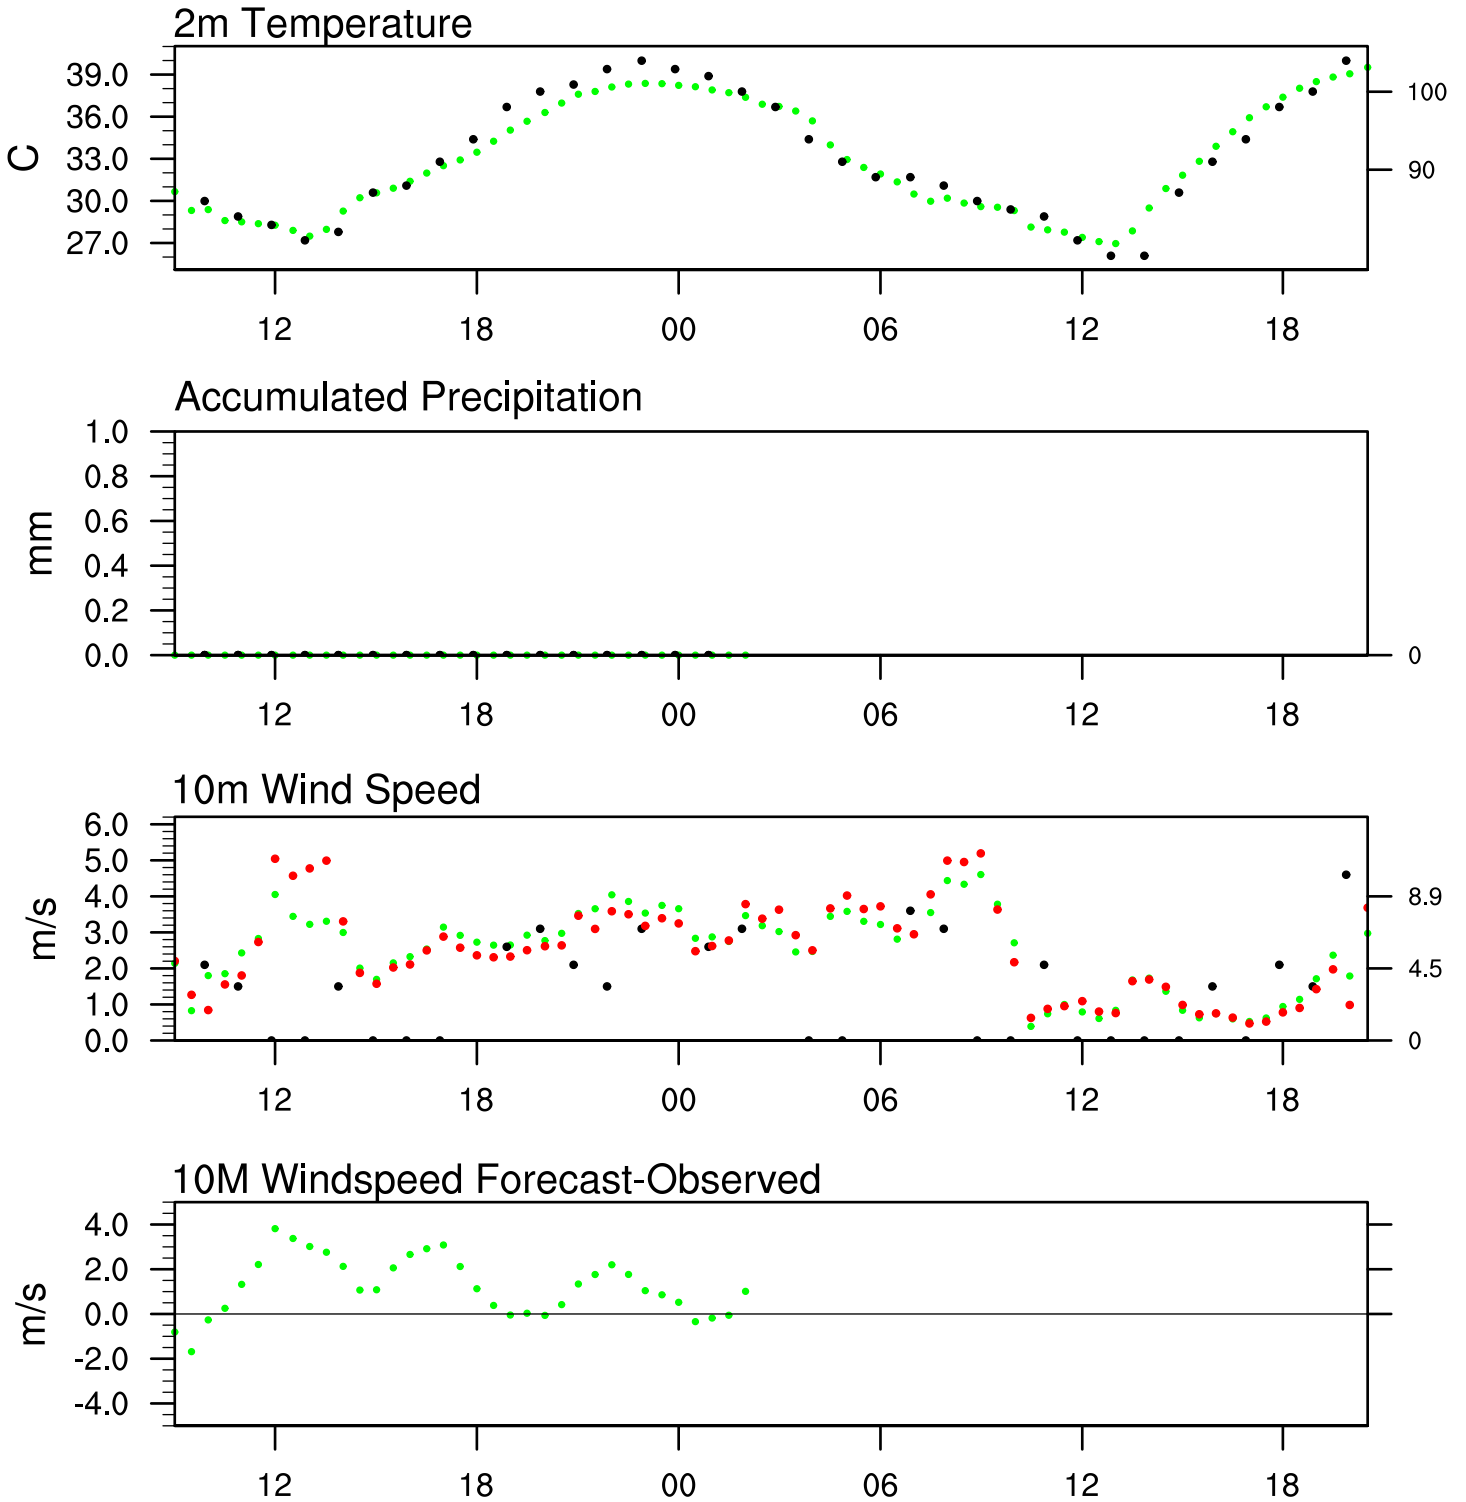 2m Temperature
39.0
36.0
33.0
30.0
27.0
C
100
90
12 18 00 06 12 18
Accumulated Precipitation
1.0
0.8
0.6
0.4
0.2
0.0
mm
0
12 18 00 06 12 18
10m Wind Speed
6.0
5.0
4.0
3.0
2.0
1.0
0.0
m/s
8.9
4.5
0
12 18 00 06 12 18
10M Windspeed Forecast-Observed
4.0
2.0
0.0
-2.0
-4.0
m/s
12 18 00 06 12 18